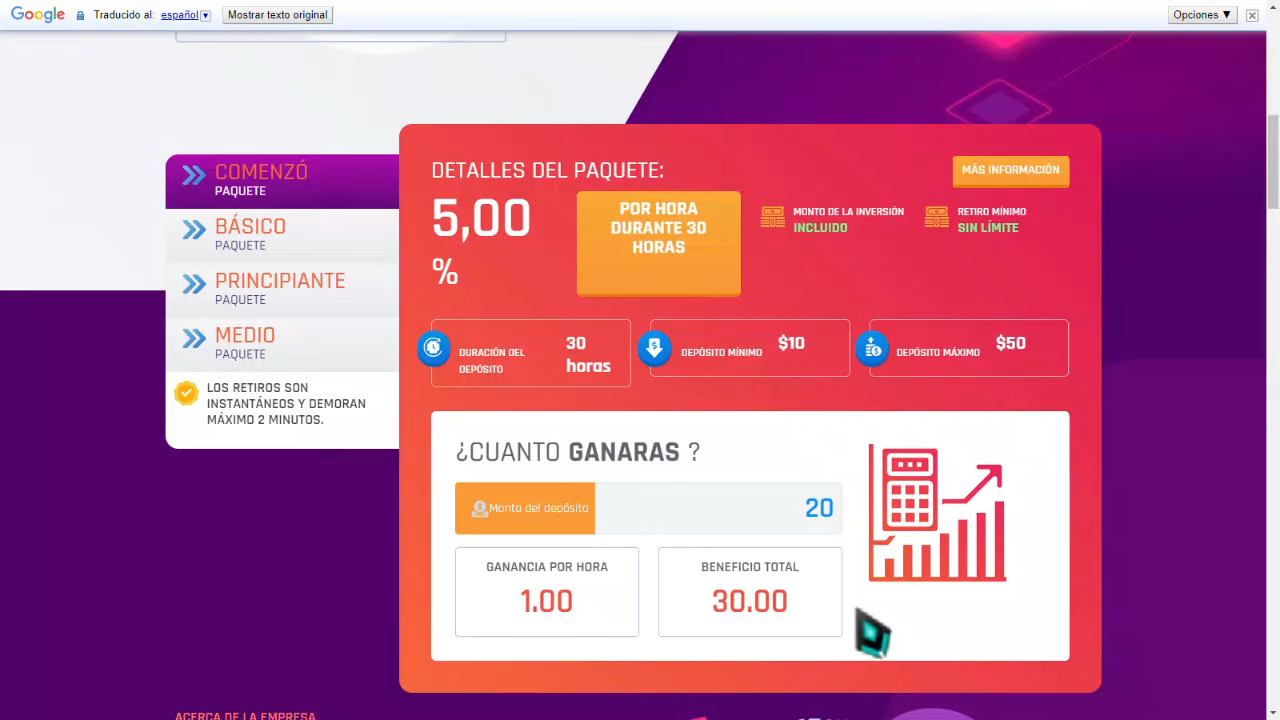 Google Traducido al: español▼ Mostrar texto original Opciones ▼
COMENZÓ
PAQUETE
BÁSICO
PAQUETE
PRINCIPIANTE
PAQUETE
MEDIO
PAQUETE
LOS RETIROS SON
INSTANTÁNEOS Y DEMORAN
MÁXIMO 2 MINUTOS.
DETALLES DEL PAQUETE:
MÁS INFORMACIÓN
5,00
%
POR HORA
DURANTE 30
HORAS
MONTO DE LA INVERSIÓN
INCLUIDO
RETIRO MÍNIMO
SIN LÍMITE
DURACIÓN DEL
DEPÓSITO
30
horas
DEPÓSITO MÍNIMO
$10
DEPÓSITO MÁXIMO
$50
¿CUANTO GANARAS ?
Monto del depósito
20
GANANCIA POR HORA
1.00
BENEFICIO TOTAL
30.00
ACERCA DE LA EMPRESA